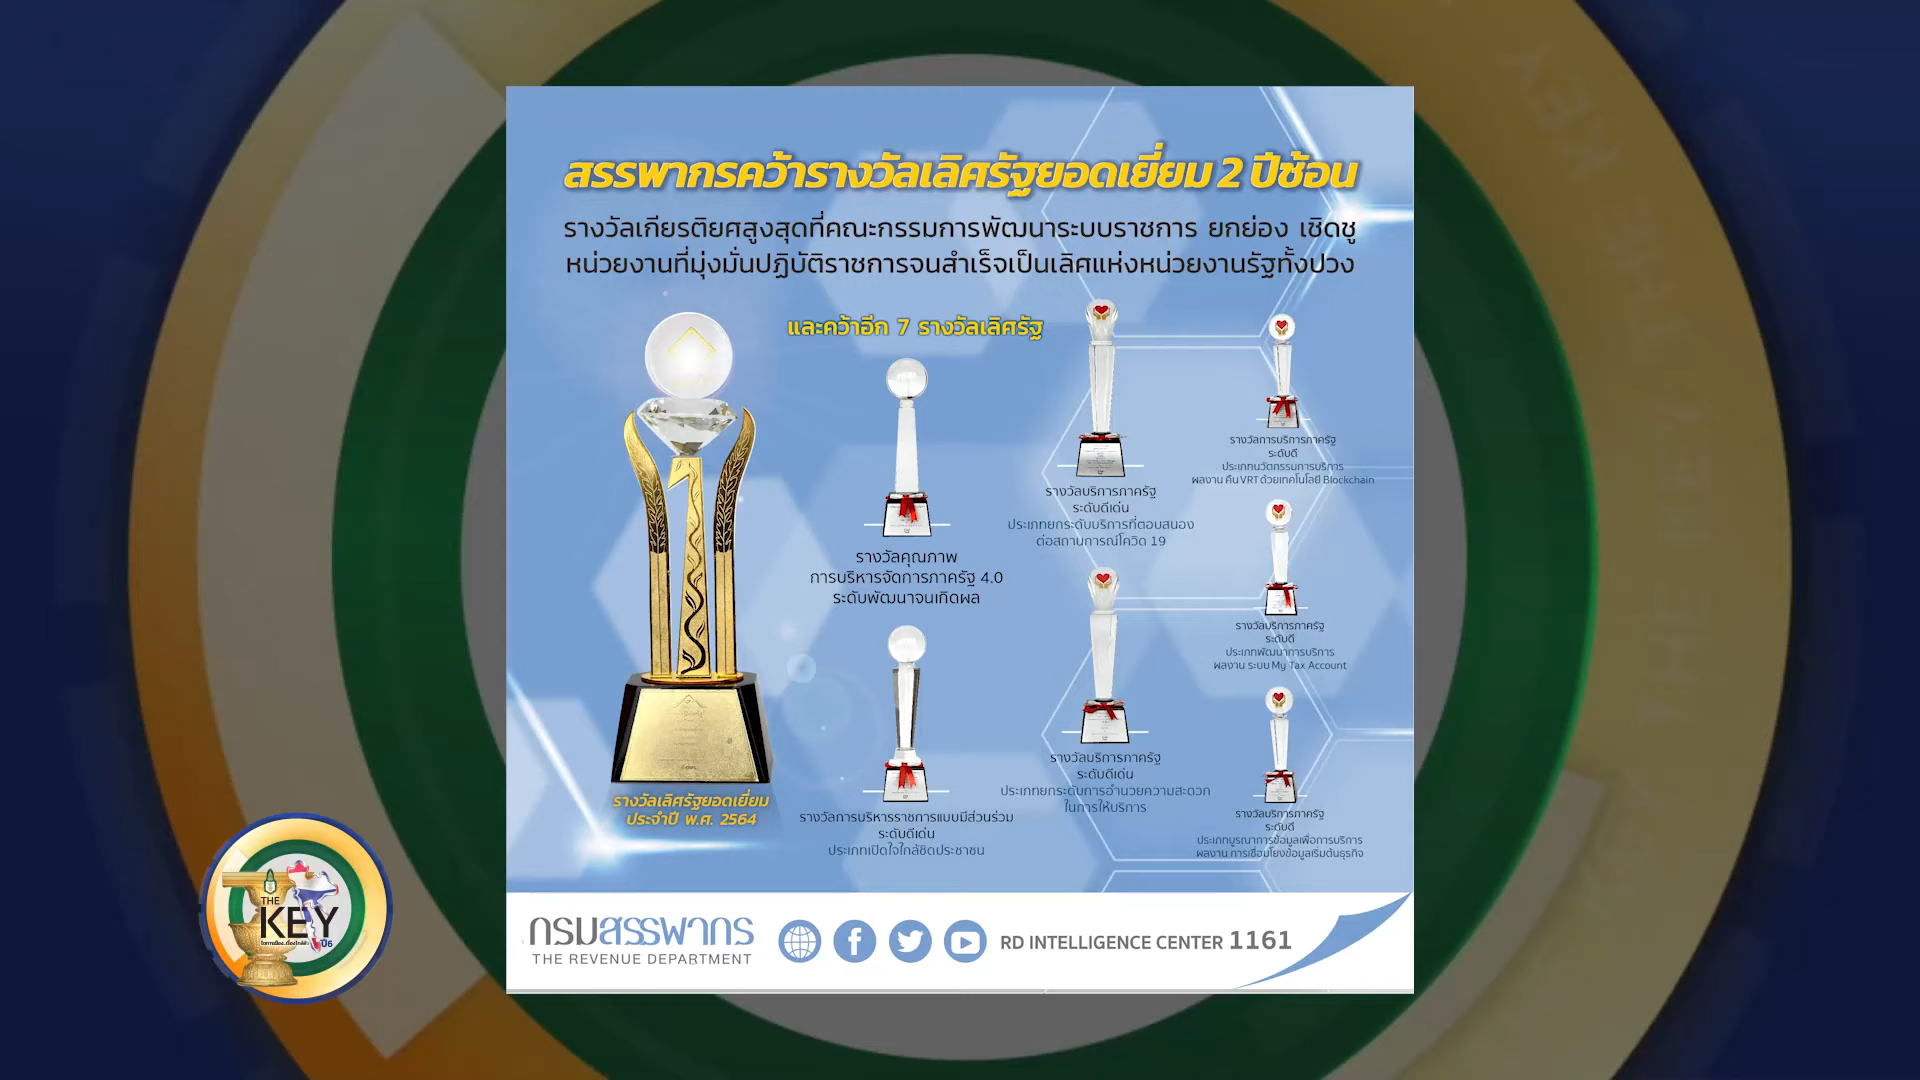 สรรพากรคว้ารางวัลเลิศรัฐยอดเยี่ยม 2 ปีซ้อน
รางวัลเกียรติยศสูงสุดที่คณะกรรมการพัฒนาระบบราชการ ยกย่อง เชิดชู
หน่วยงานที่มุ่งมั่นปฏิบัติราชการจนสำเร็จเป็นเลิศแห่งหน่วยงานรัฐทั้งปวง
และคว้าอีก 7 รางวัลเลิศรัฐ
รางวัลเลิศรัฐยอดเยี่ยม
ประจำปี พ.ศ. 2564
รางวัลคุณภาพ
การบริหารจัดการภาครัฐ 4.0
ระดับพัฒนาจนเกิดผล
รางวัลการบริหารราชการแบบมีส่วนร่วม
ระดับดีเด่น
ประเภทเปิดใจใกล้ชิดประชาชน
รางวัลบริการภาครัฐ
ระดับดีเด่น
ประเภทยกระดับบริการที่ตอบสนอง
ต่อสถานการณ์โควิด 19
รางวัลบริการภาครัฐ
ระดับดีเด่น
ประเภทยกระดับการอำนวยความสะดวก
ในการให้บริการ
รางวัลการบริการภาครัฐ
ระดับดี
ประเภทนวัตกรรมการบริการ
ผลงาน คืน VRT ด้วยเทคโนโลยี Blockchain
รางวัลบริการภาครัฐ
ระดับดี
ประเภทพัฒนาการบริการ
ผลงาน ระบบ My Tax Account
รางวัลบริการภาครัฐ
ระดับดี
ประเภทบูรณาการข้อมูลเพื่อการบริการ
ผลงาน การเชื่อมโยงข้อมูลเริ่มต้นธุรกิจ
กรมสรรพากร
THE REVENUE DEPARTMENT
RD INTELLIGENCE CENTER 1161
THE
KEY
ปี6
THE KEY